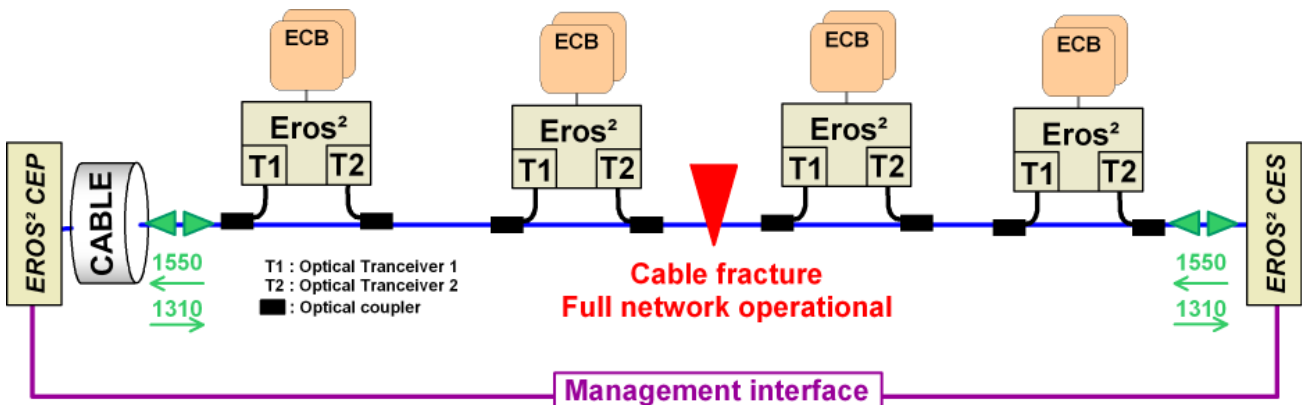 ECB
ECB
ECB
ECB
Eros²
T1 T2
Eros²
T1 T2
Eros²
T1 T2
Eros²
T1 T2
EROS² CEP
CABLE
EROS² CES
1550
1310
T1 : Optical Tranceiver 1
T2 : Optical Tranceiver 2
: Optical coupler
Cable fracture
Full network operational
1550
1310
Management interface